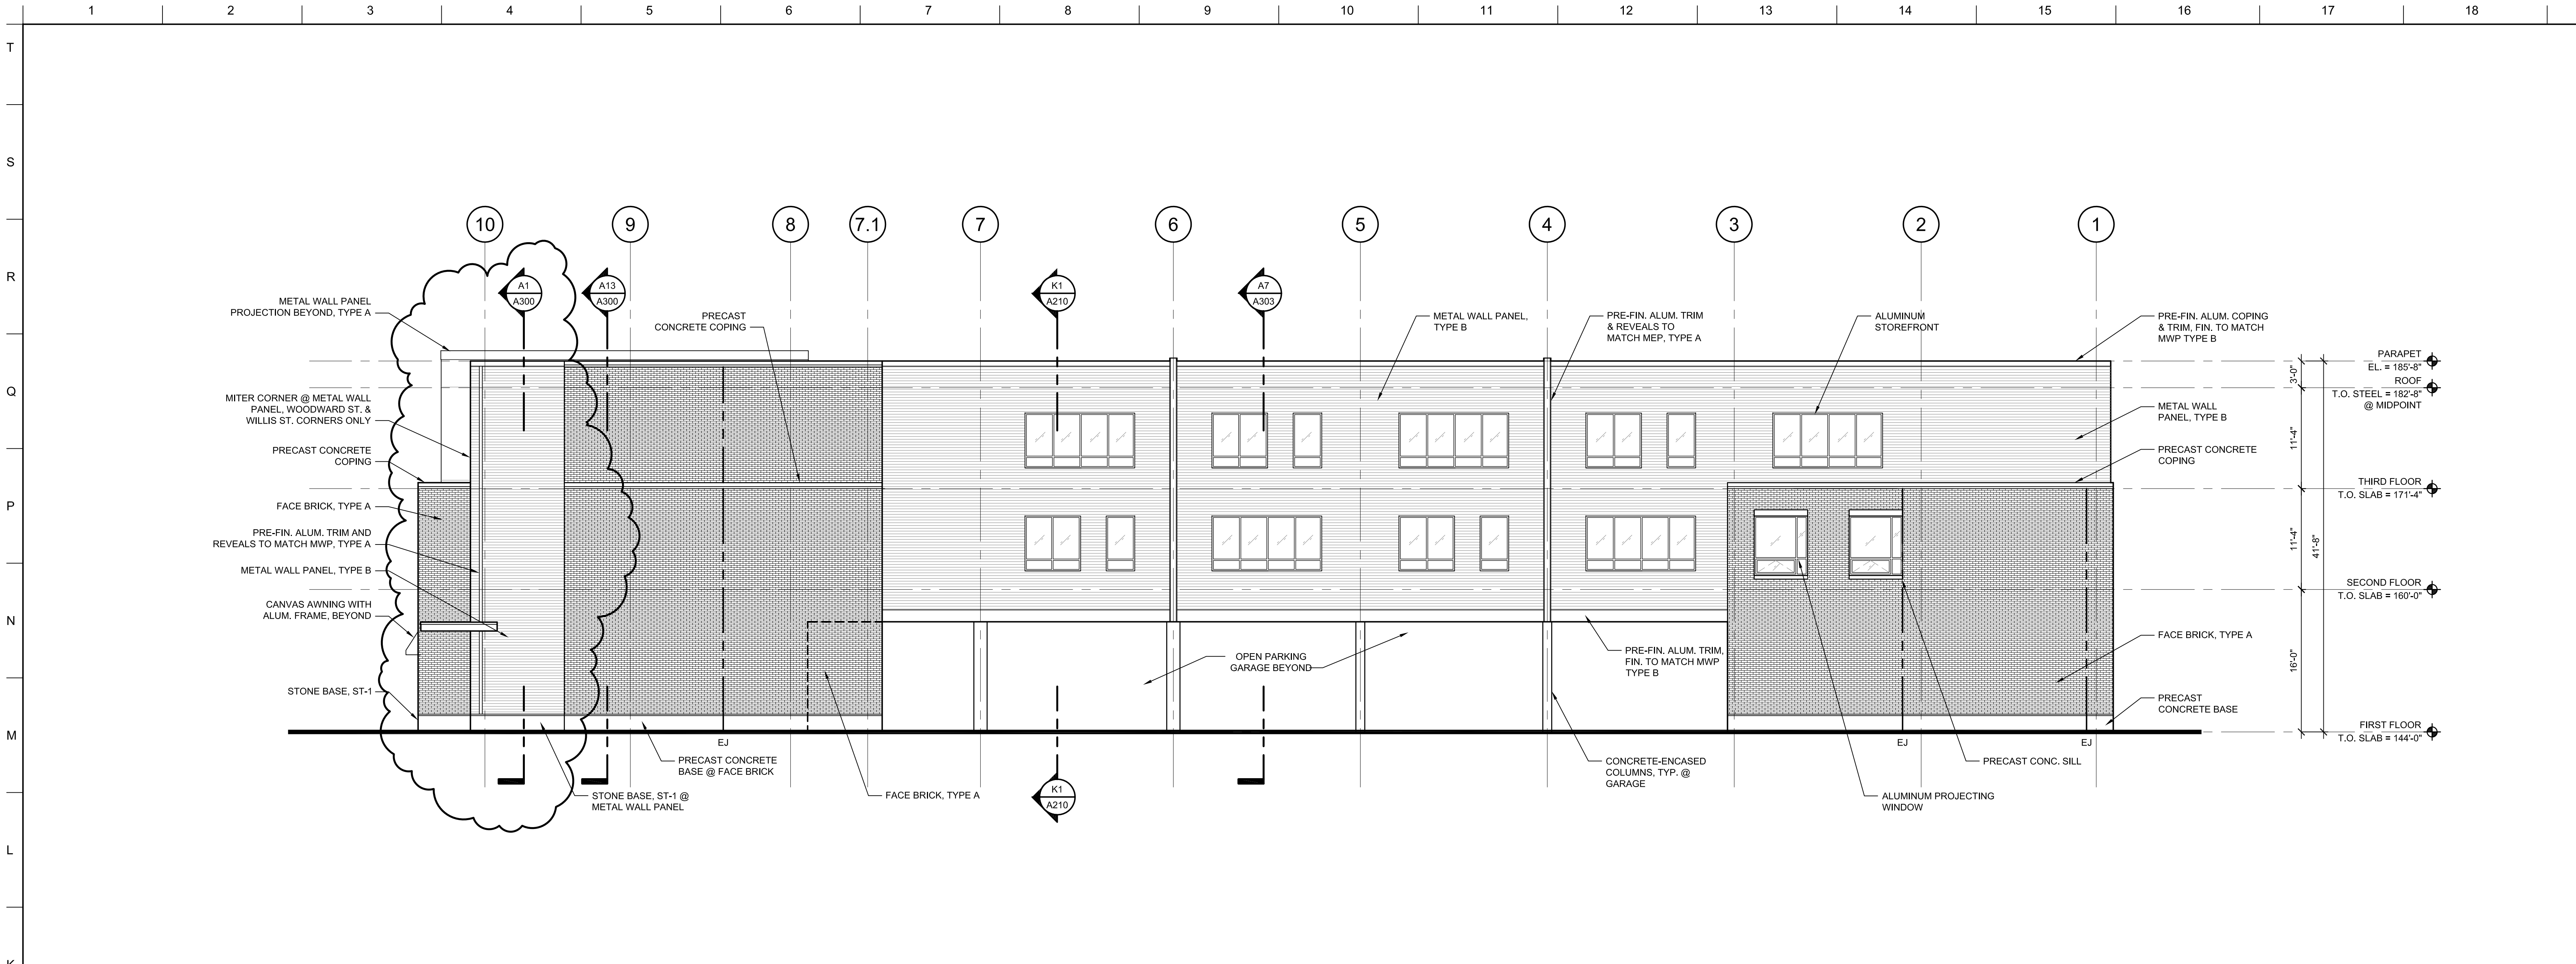 1 2 3 4 5 6 7 8 9 10 11 12 13 14 15 16 17 18
T
S
R
Q
P
N
M
L
K
10 9 8 7.1 7 6 5 4 3 2 1
A1
A300
A13
A300
K1
A210
A7
A303
METAL WALL PANEL
PROJECTION BEYOND, TYPE A
MITER CORNER @ METAL WALL
PANEL, WOODWARD ST. &
WILLIS ST. CORNERS ONLY
PRECAST CONCRETE
COPING
FACE BRICK, TYPE A
PRE-FIN. ALUM. TRIM AND
REVEALS TO MATCH MWP, TYPE A
METAL WALL PANEL, TYPE B
CANVAS AWNING WITH
ALUM. FRAME, BEYOND
STONE BASE, ST-1
PRECAST
CONCRETE COPING
METAL WALL PANEL,
TYPE B
PRE-FIN. ALUM. TRIM
& REVEALS TO
MATCH MEP, TYPE A
ALUMINUM
STOREFRONT
PRE-FIN. ALUM. COPING
& TRIM, FIN. TO MATCH
MWP TYPE B
METAL WALL
PANEL, TYPE B
PRECAST CONCRETE
COPING
FACE BRICK, TYPE A
PRECAST
CONCRETE BASE
OPEN PARKING
GARAGE BEYOND
PRE-FIN. ALUM. TRIM,
FIN. TO MATCH MWP
TYPE B
EJ
EJ
EJ
PRECAST CONCRETE
BASE @ FACE BRICK
STONE BASE, ST-1 @
METAL WALL PANEL
FACE BRICK, TYPE A
K1
A210
CONCRETE-ENCASED
COLUMNS, TYP. @
GARAGE
PRECAST CONC. SILL
ALUMINUM PROJECTING
WINDOW
3'-0"
11'-4"
11'-4"
16'-0"
41'-8"
PARAPET
EL. = 185'-8"
ROOF
T.O. STEEL = 182'-8"
@ MIDPOINT
THIRD FLOOR
T.O. SLAB = 171'-4"
SECOND FLOOR
T.O. SLAB = 160'-0"
FIRST FLOOR
T.O. SLAB = 144'-0"